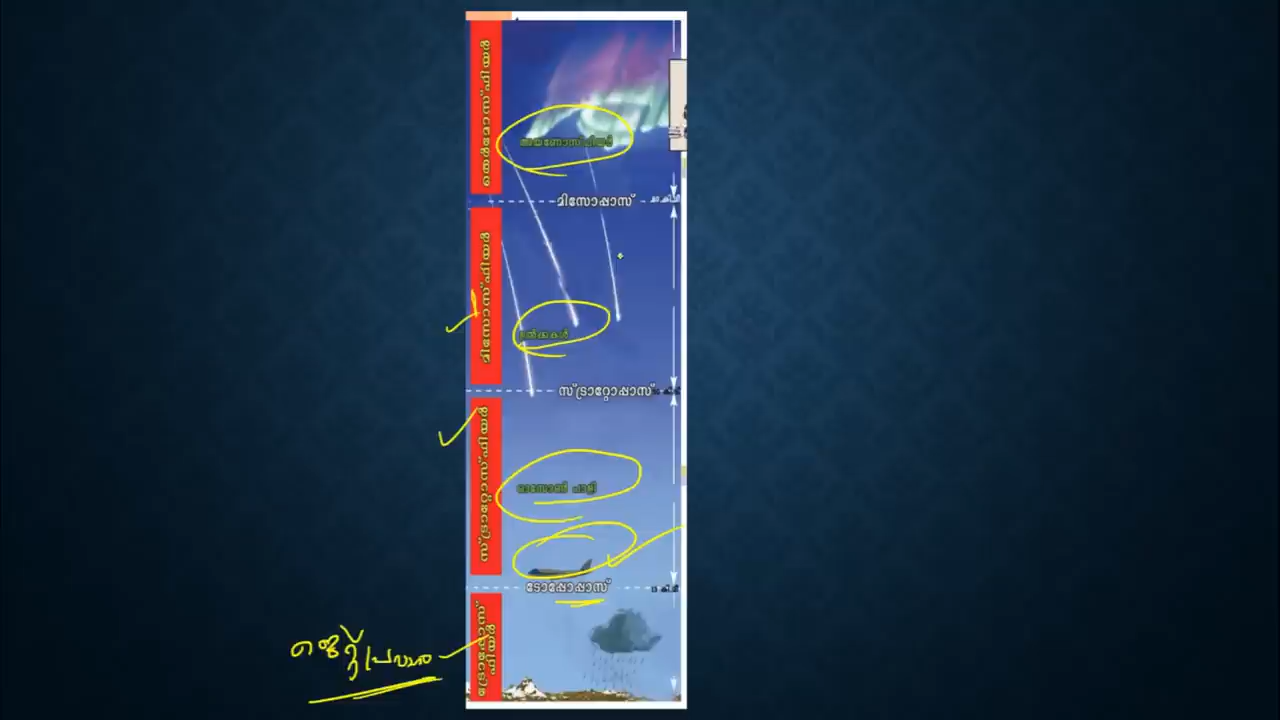 തെർമോസ്ഫിയർ
അയണോസ്ഫിയർ
മിസോപ്പാസ്
മിസോസ്ഫിയർ
ഉൽക്കകൾ
സ്ട്രാറ്റോപ്പാസ്
സ്ട്രാറ്റോസ്ഫിയർ
ഓസോൺ പാളി
ടോപ്പോപ്പാസ്
ട്രോപ്പോസ്
ഫിയർ
ജെറ്റ് പ്രവാഹം